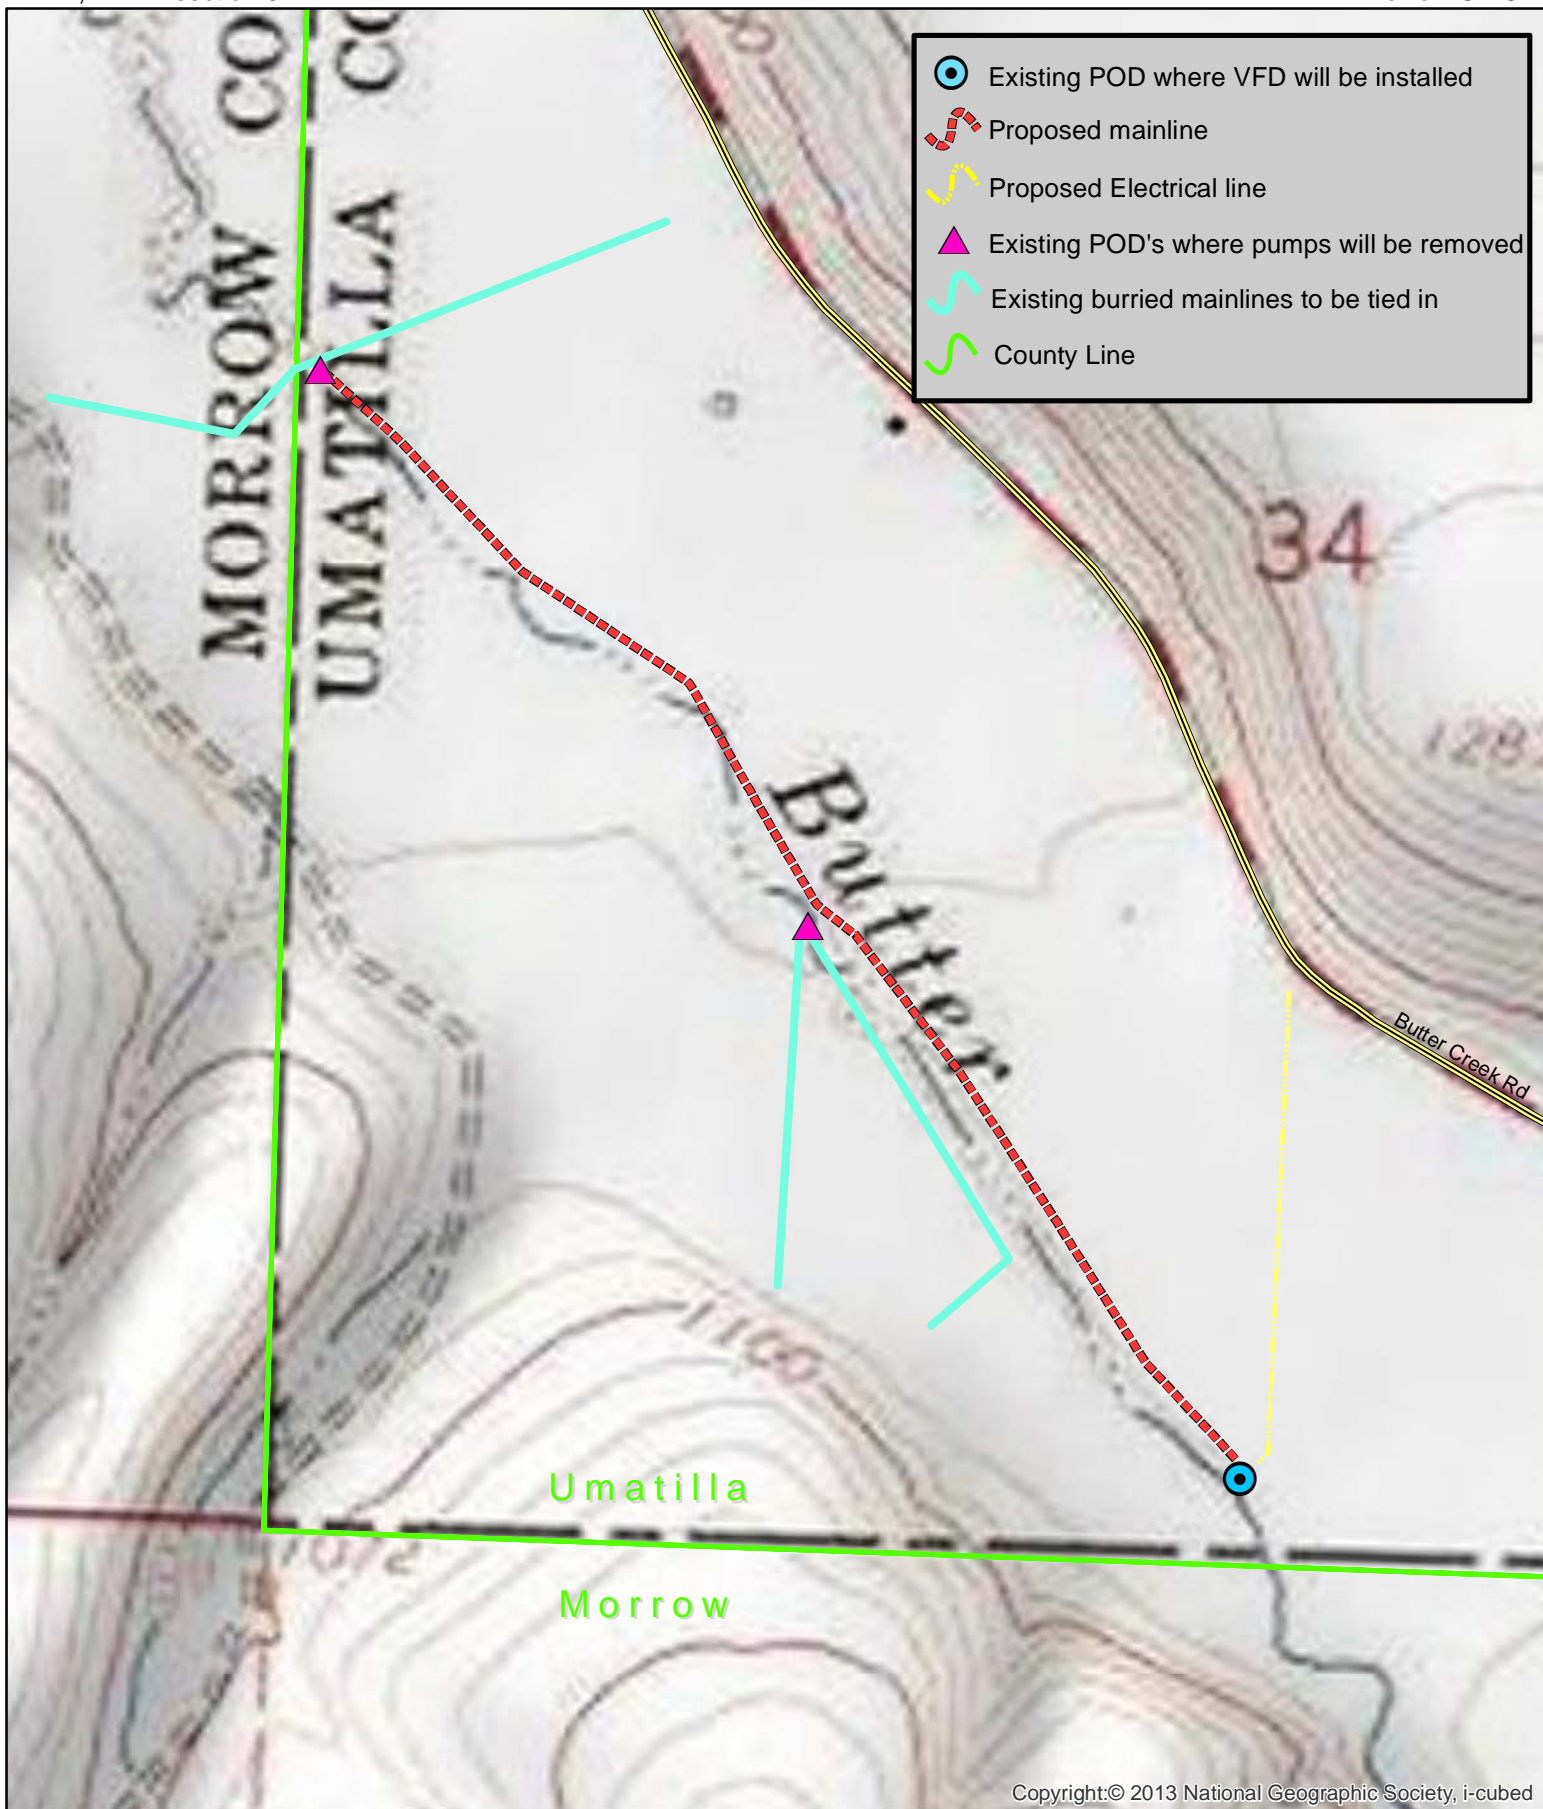 Existing POD where VFD will be installed
Proposed mainline
Proposed Electrical line
Existing POD's where pumps will be removed
Existing burried mainlines to be tied in
County Line
MORROW CO
UMATILLA CO
34
1282
Butter
Butter Creek Rd
1100
Umatilla
1072
Morrow
Copyright:© 2013 National Geographic Society, i-cubed